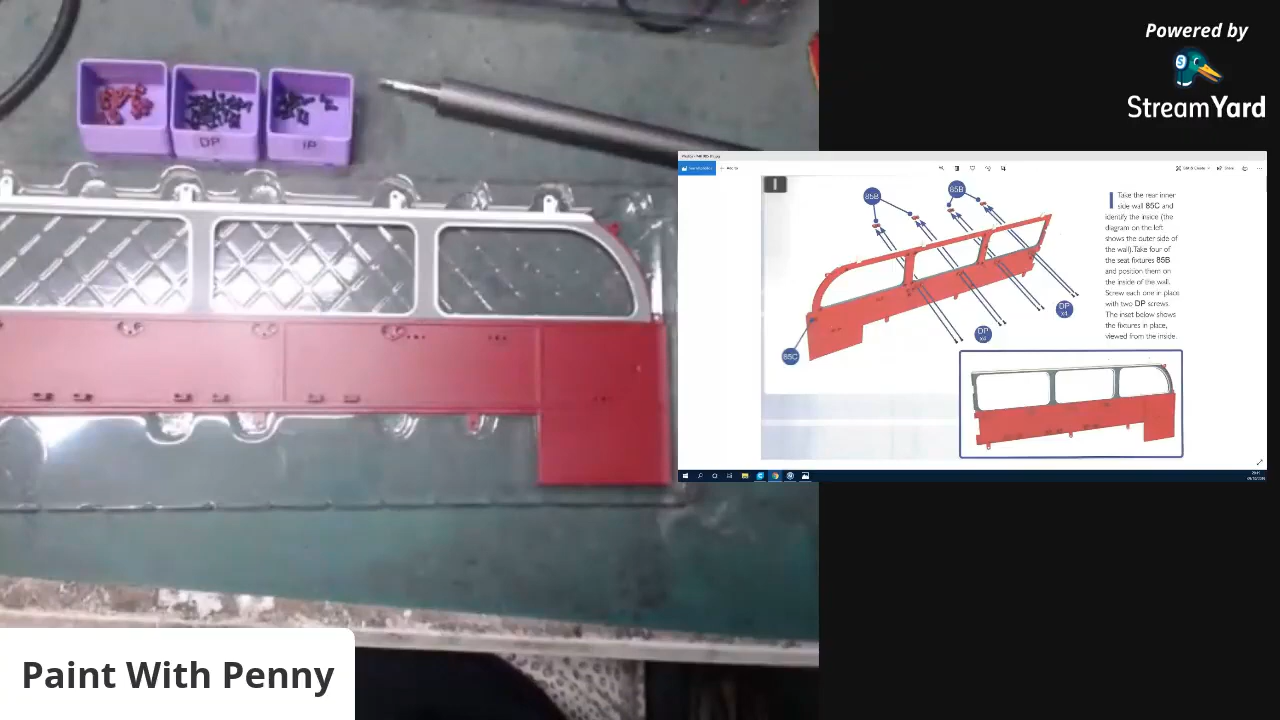 Powered by
StreamYard
DP
IP
85B
85B
DP
x4
DP
x4
85C
I Take the rear inner
side wall 85C and
identify the inside (the
diagram on the left
shows the outer side of
the wall). Take four of
the seat fixtures 85B
and position them on
the inside of the wall.
Screw each one in place
with two DP screws.
The inset below shows
the fixtures in place,
viewed from the inside.
Paint With Penny